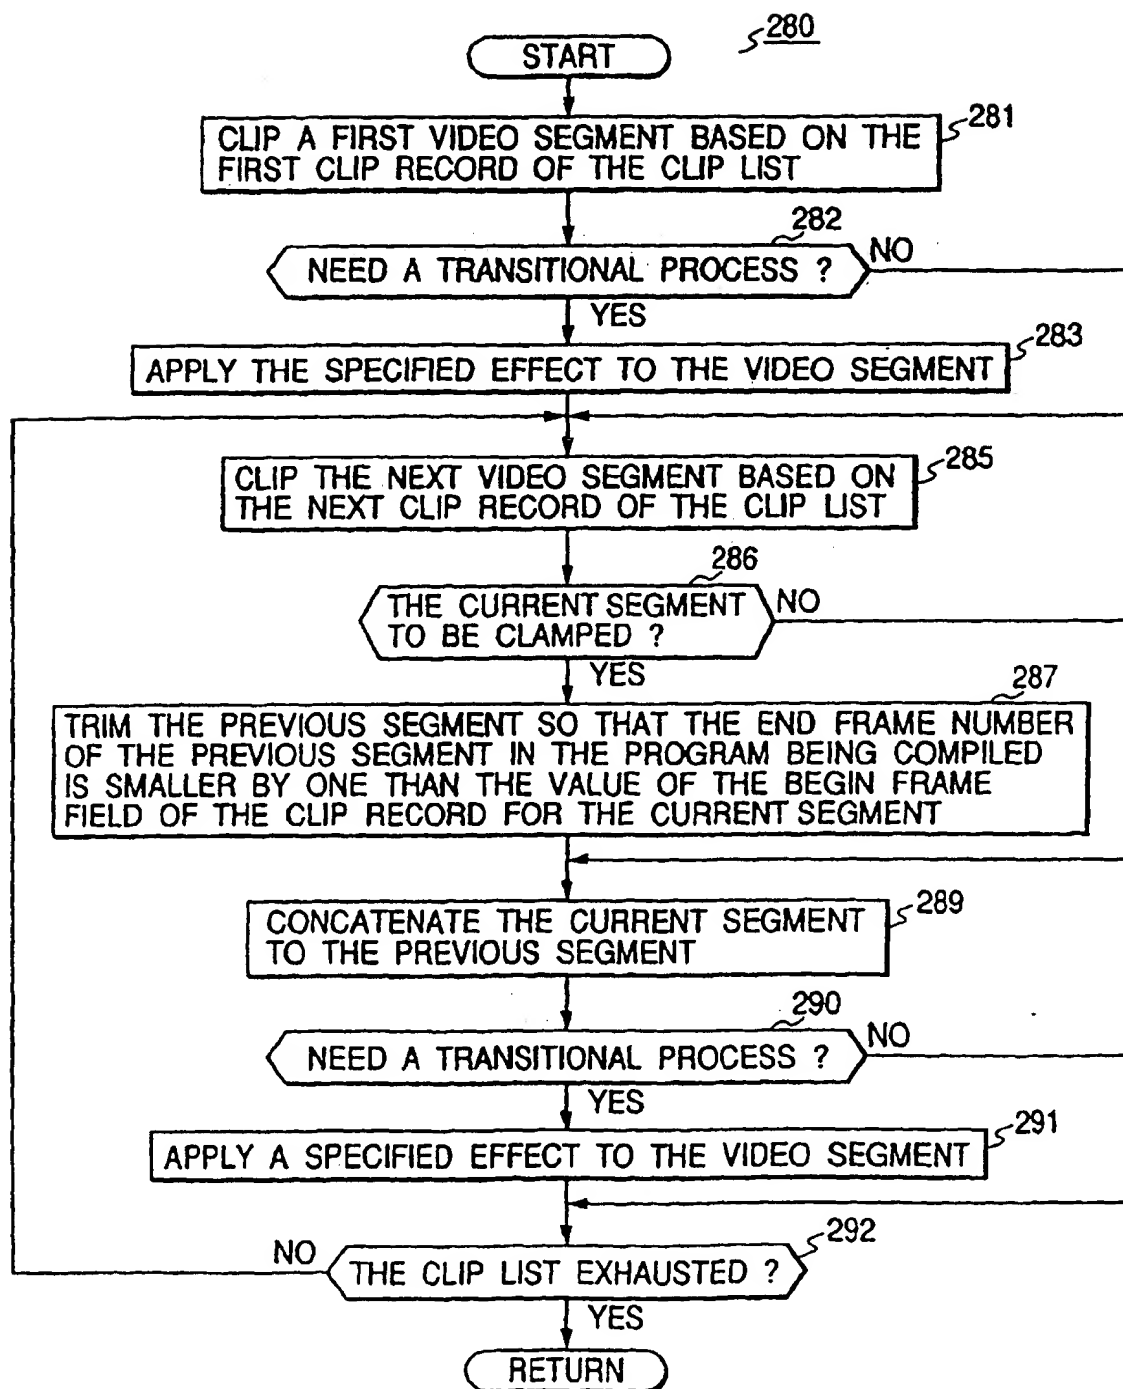 280
START
281
CLIP A FIRST VIDEO SEGMENT BASED ON THE
FIRST CLIP RECORD OF THE CLIP LIST
282
NEED A TRANSITIONAL PROCESS ?
NO
YES
283
APPLY THE SPECIFIED EFFECT TO THE VIDEO SEGMENT
285
CLIP THE NEXT VIDEO SEGMENT BASED ON
THE NEXT CLIP RECORD OF THE CLIP LIST
286
THE CURRENT SEGMENT
TO BE CLAMPED ?
NO
YES
287
TRIM THE PREVIOUS SEGMENT SO THAT THE END FRAME NUMBER
OF THE PREVIOUS SEGMENT IN THE PROGRAM BEING COMPILED
IS SMALLER BY ONE THAN THE VALUE OF THE BEGIN FRAME
FIELD OF THE CLIP RECORD FOR THE CURRENT SEGMENT
289
CONCATENATE THE CURRENT SEGMENT
TO THE PREVIOUS SEGMENT
290
NEED A TRANSITIONAL PROCESS ?
NO
YES
291
APPLY A SPECIFIED EFFECT TO THE VIDEO SEGMENT
292
NO
THE CLIP LIST EXHAUSTED ?
YES
RETURN